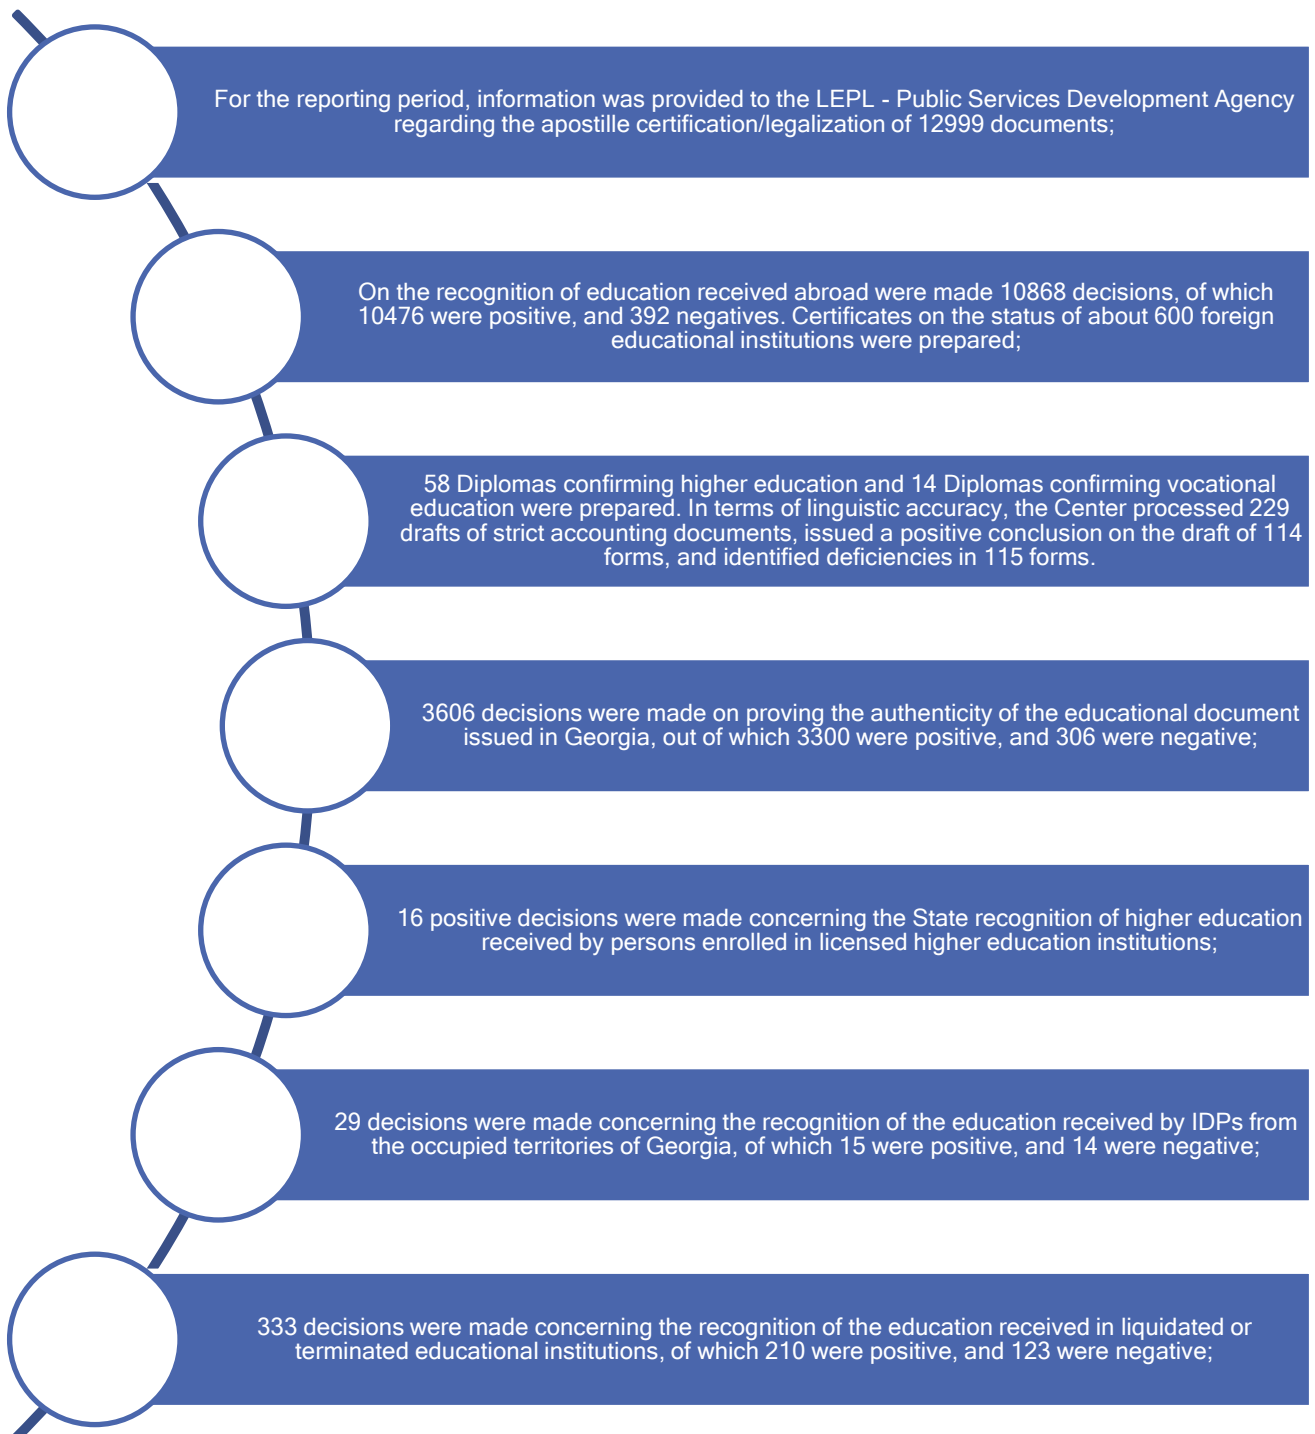 For the reporting period, information was provided to the LEPL - Public Services Development Agency
regarding the apostille certification/legalization of 12999 documents;
On the recognition of education received abroad were made 10868 decisions, of which
10476 were positive, and 392 negatives. Certificates on the status of about 600 foreign
educational institutions were prepared;
58 Diplomas confirming higher education and 14 Diplomas confirming vocational
education were prepared. In terms of linguistic accuracy, the Center processed 229
drafts of strict accounting documents, issued a positive conclusion on the draft of 114
forms, and identified deficiencies in 115 forms.
3606 decisions were made on proving the authenticity of the educational document
issued in Georgia, out of which 3300 were positive, and 306 were negative;
16 positive decisions were made concerning the State recognition of higher education
received by persons enrolled in licensed higher education institutions;
29 decisions were made concerning the recognition of the education received by IDPs from
the occupied territories of Georgia, of which 15 were positive, and 14 were negative;
333 decisions were made concerning the recognition of the education received in liquidated or
terminated educational institutions, of which 210 were positive, and 123 were negative;